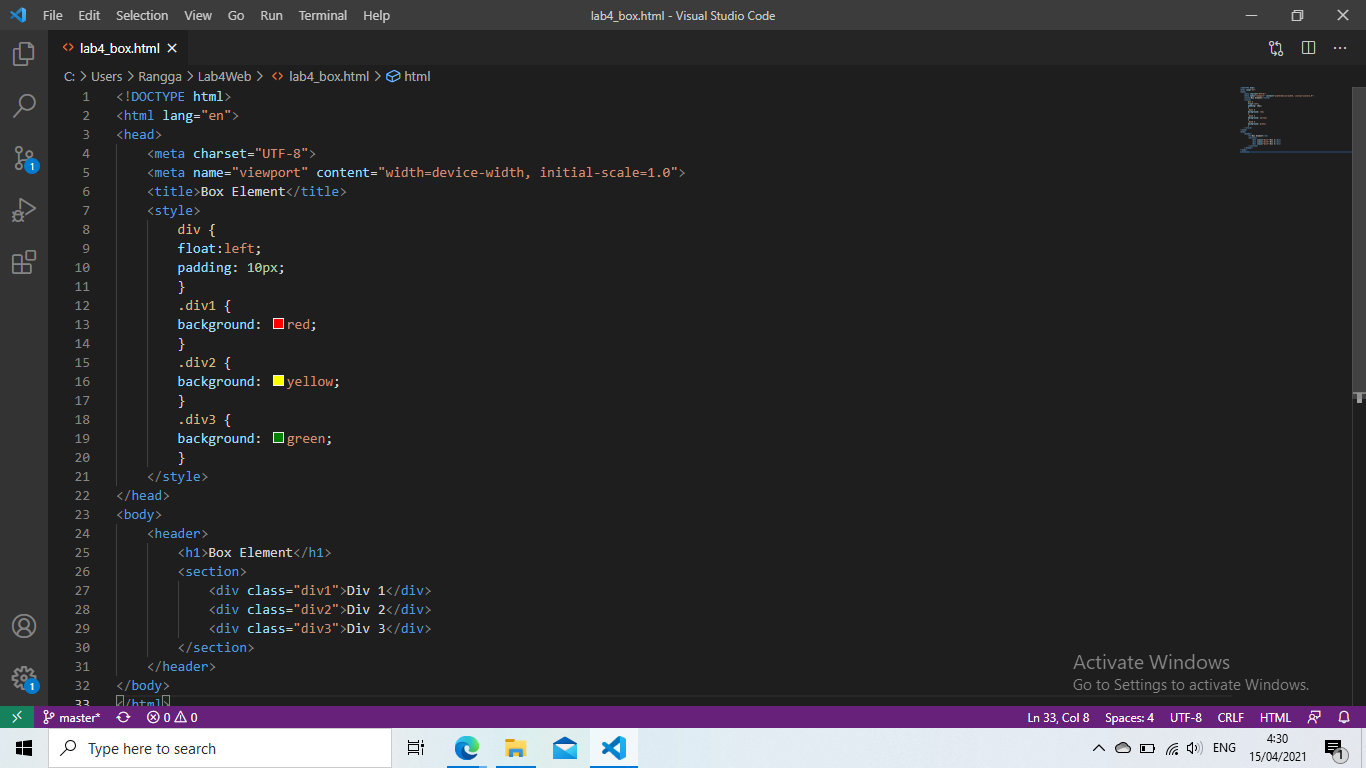 File Edit Selection View Go Run Terminal Help
lab4_box.html - Visual Studio Code
lab4_box.html
C: > Users > Rangga > Lab4Web > lab4_box.html > html
1 <!DOCTYPE html>
2 <html lang="en">
3 <head>
4 <meta charset="UTF-8">
5 <meta name="viewport" content="width=device-width, initial-scale=1.0">
6 <title>Box Element</title>
7 <style>
8 div {
9 float:left;
10 padding: 10px;
11 }
12 .div1 {
13 background: red;
14 }
15 .div2 {
16 background: yellow;
17 }
18 .div3 {
19 background: green;
20 }
21 </style>
22 </head>
23 <body>
24 <header>
25 <h1>Box Element</h1>
26 <section>
27 <div class="div1">Div 1</div>
28 <div class="div2">Div 2</div>
29 <div class="div3">Div 3</div>
30 </section>
31 </header>
32 </body>
33 </html>
1
1
Activate Windows
Go to Settings to activate Windows.
master* 0 0
Ln 33, Col 8 Spaces: 4 UTF-8 CRLF HTML
Type here to search
ENG
4:30
15/04/2021
1